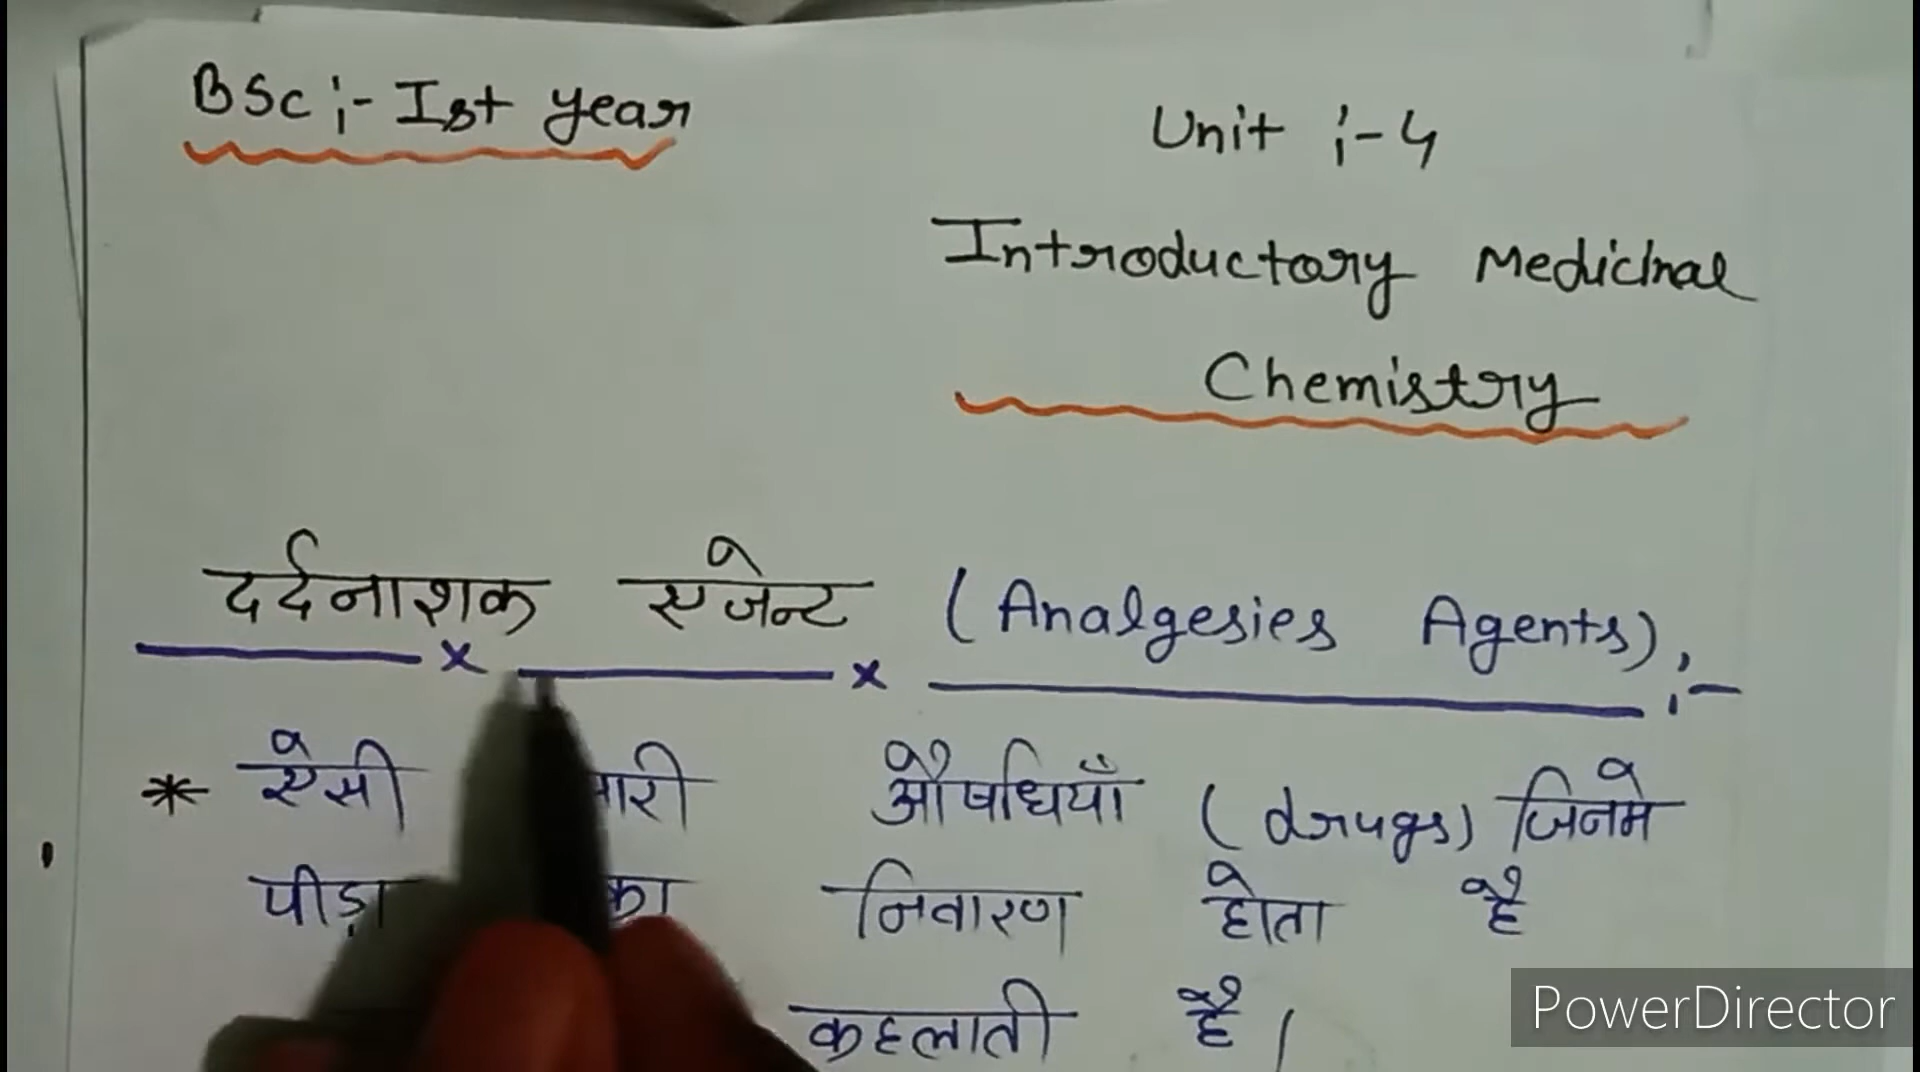 BSc :- Ist year
Unit :- 4
Introductory Medicinal
Chemistry
दर्दनाशक एजेन्ट (Analgesies Agents) :-
* ऐसी औषधियाँ (drugs) जिनमे
पीड़ा का निवारण होता है
कहलाती है।
PowerDirector